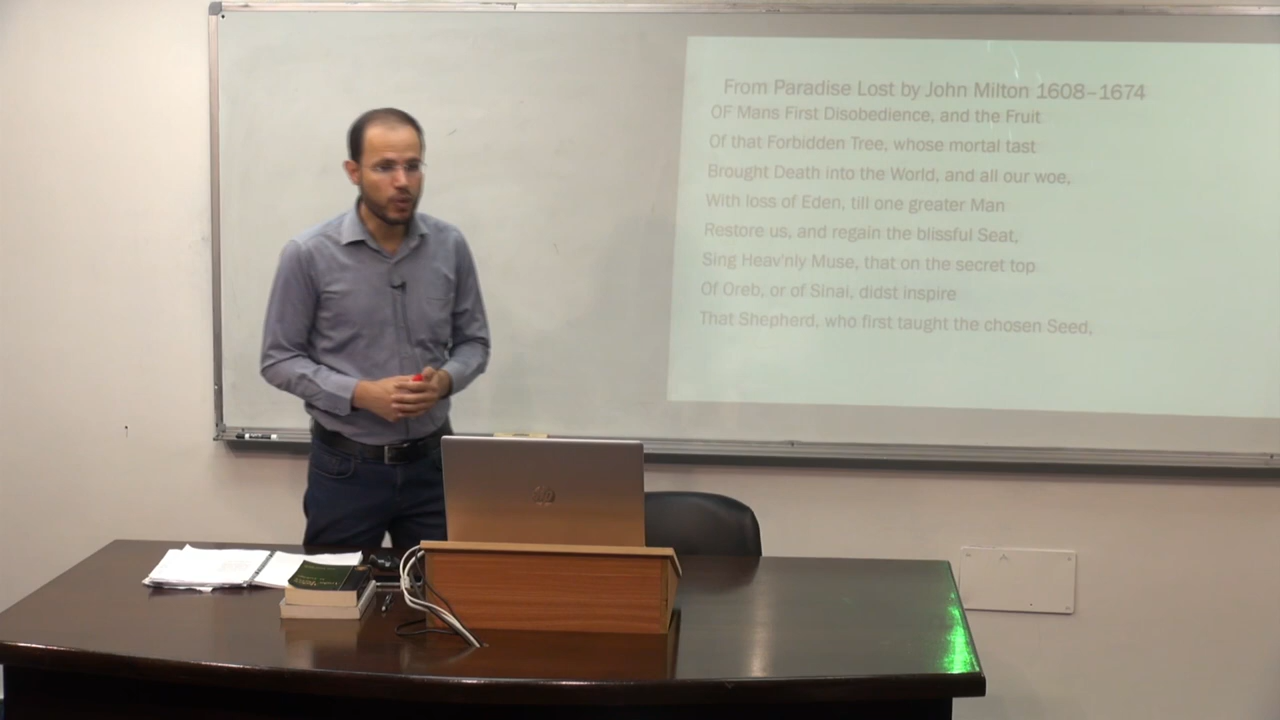 From Paradise Lost by John Milton 1608–1674
OF Mans First Disobedience, and the Fruit
Of that Forbidden Tree, whose mortal tast
Brought Death into the World, and all our woe,
With loss of Eden, till one greater Man
Restore us, and regain the blissful Seat,
Sing Heav'nly Muse, that on the secret top
Of Oreb, or of Sinai, didst inspire
That Shepherd, who first taught the chosen Seed,
hp